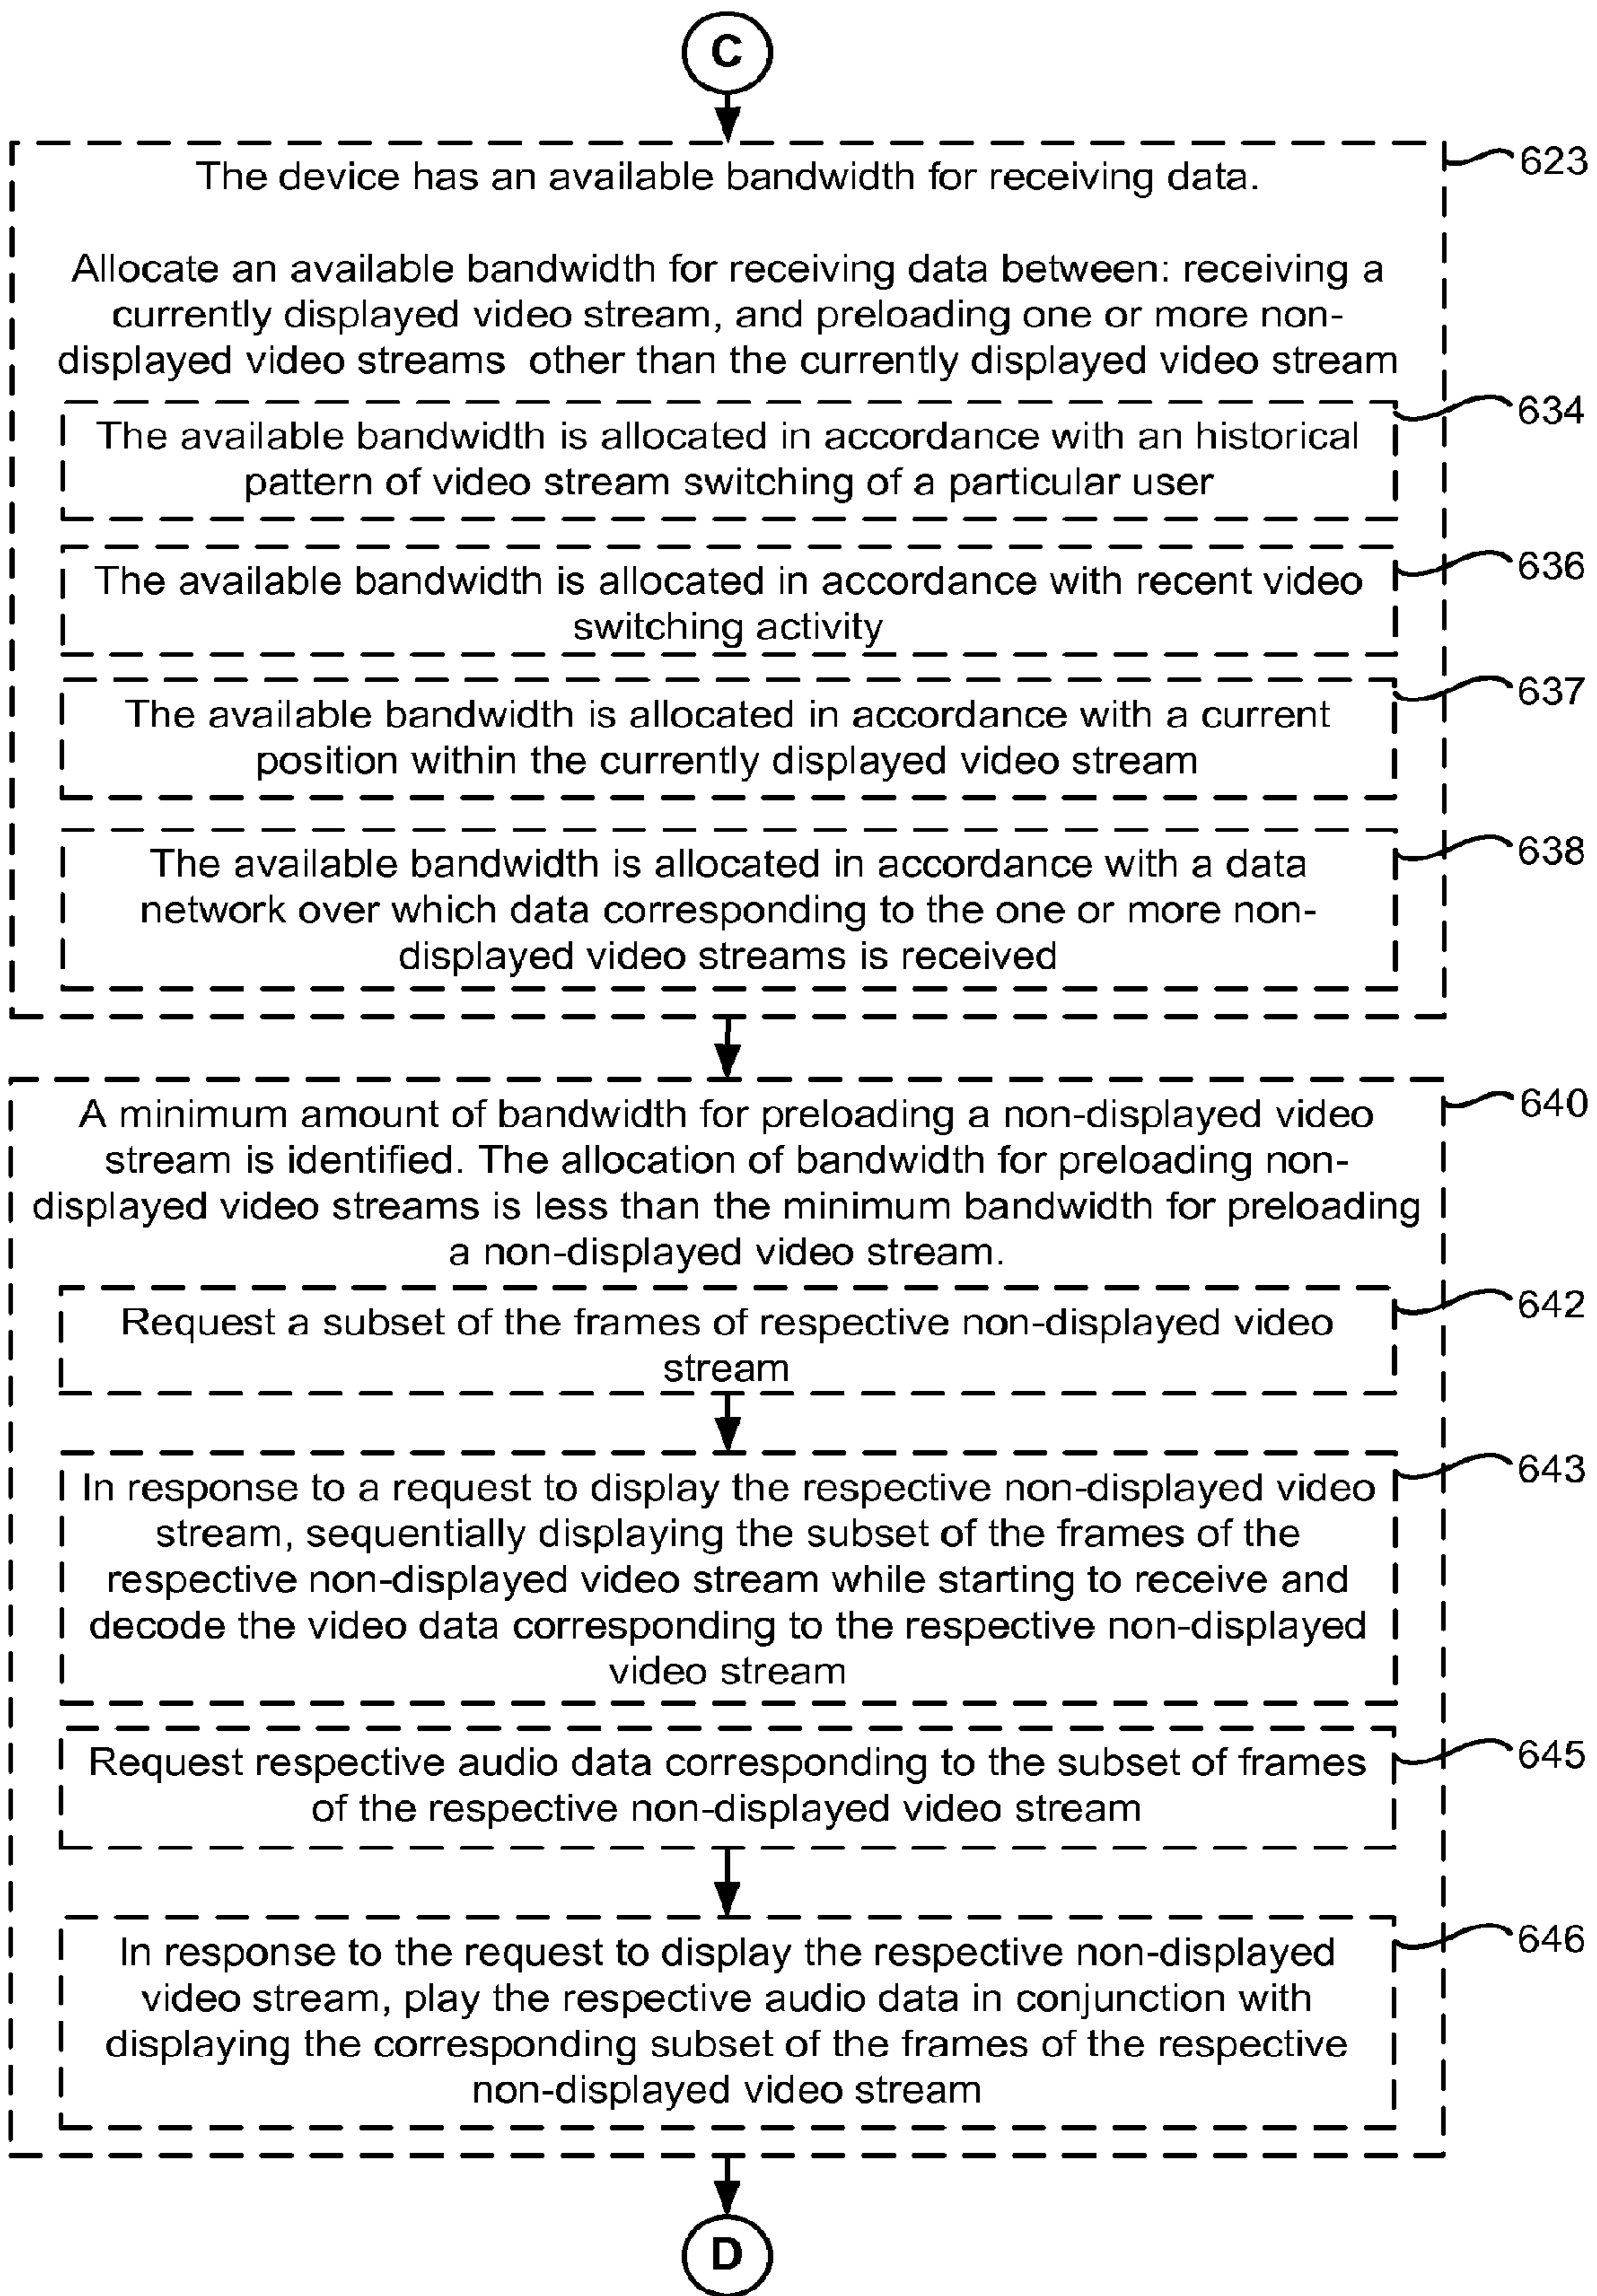 C
623
The device has an available bandwidth for receiving data.
Allocate an available bandwidth for receiving data between: receiving a
currently displayed video stream, and preloading one or more non-
displayed video streams other than the currently displayed video stream
634
The available bandwidth is allocated in accordance with an historical
pattern of video stream switching of a particular user
636
The available bandwidth is allocated in accordance with recent video
switching activity
637
The available bandwidth is allocated in accordance with a current
position within the currently displayed video stream
638
The available bandwidth is allocated in accordance with a data
network over which data corresponding to the one or more non-
displayed video streams is received
640
A minimum amount of bandwidth for preloading a non-displayed video
stream is identified. The allocation of bandwidth for preloading non-
displayed video streams is less than the minimum bandwidth for preloading
a non-displayed video stream.
642
Request a subset of the frames of respective non-displayed video
stream
643
In response to a request to display the respective non-displayed video
stream, sequentially displaying the subset of the frames of the
respective non-displayed video stream while starting to receive and
decode the video data corresponding to the respective non-displayed
video stream
645
Request respective audio data corresponding to the subset of frames
of the respective non-displayed video stream
646
In response to the request to display the respective non-displayed
video stream, play the respective audio data in conjunction with
displaying the corresponding subset of the frames of the respective
non-displayed video stream
D